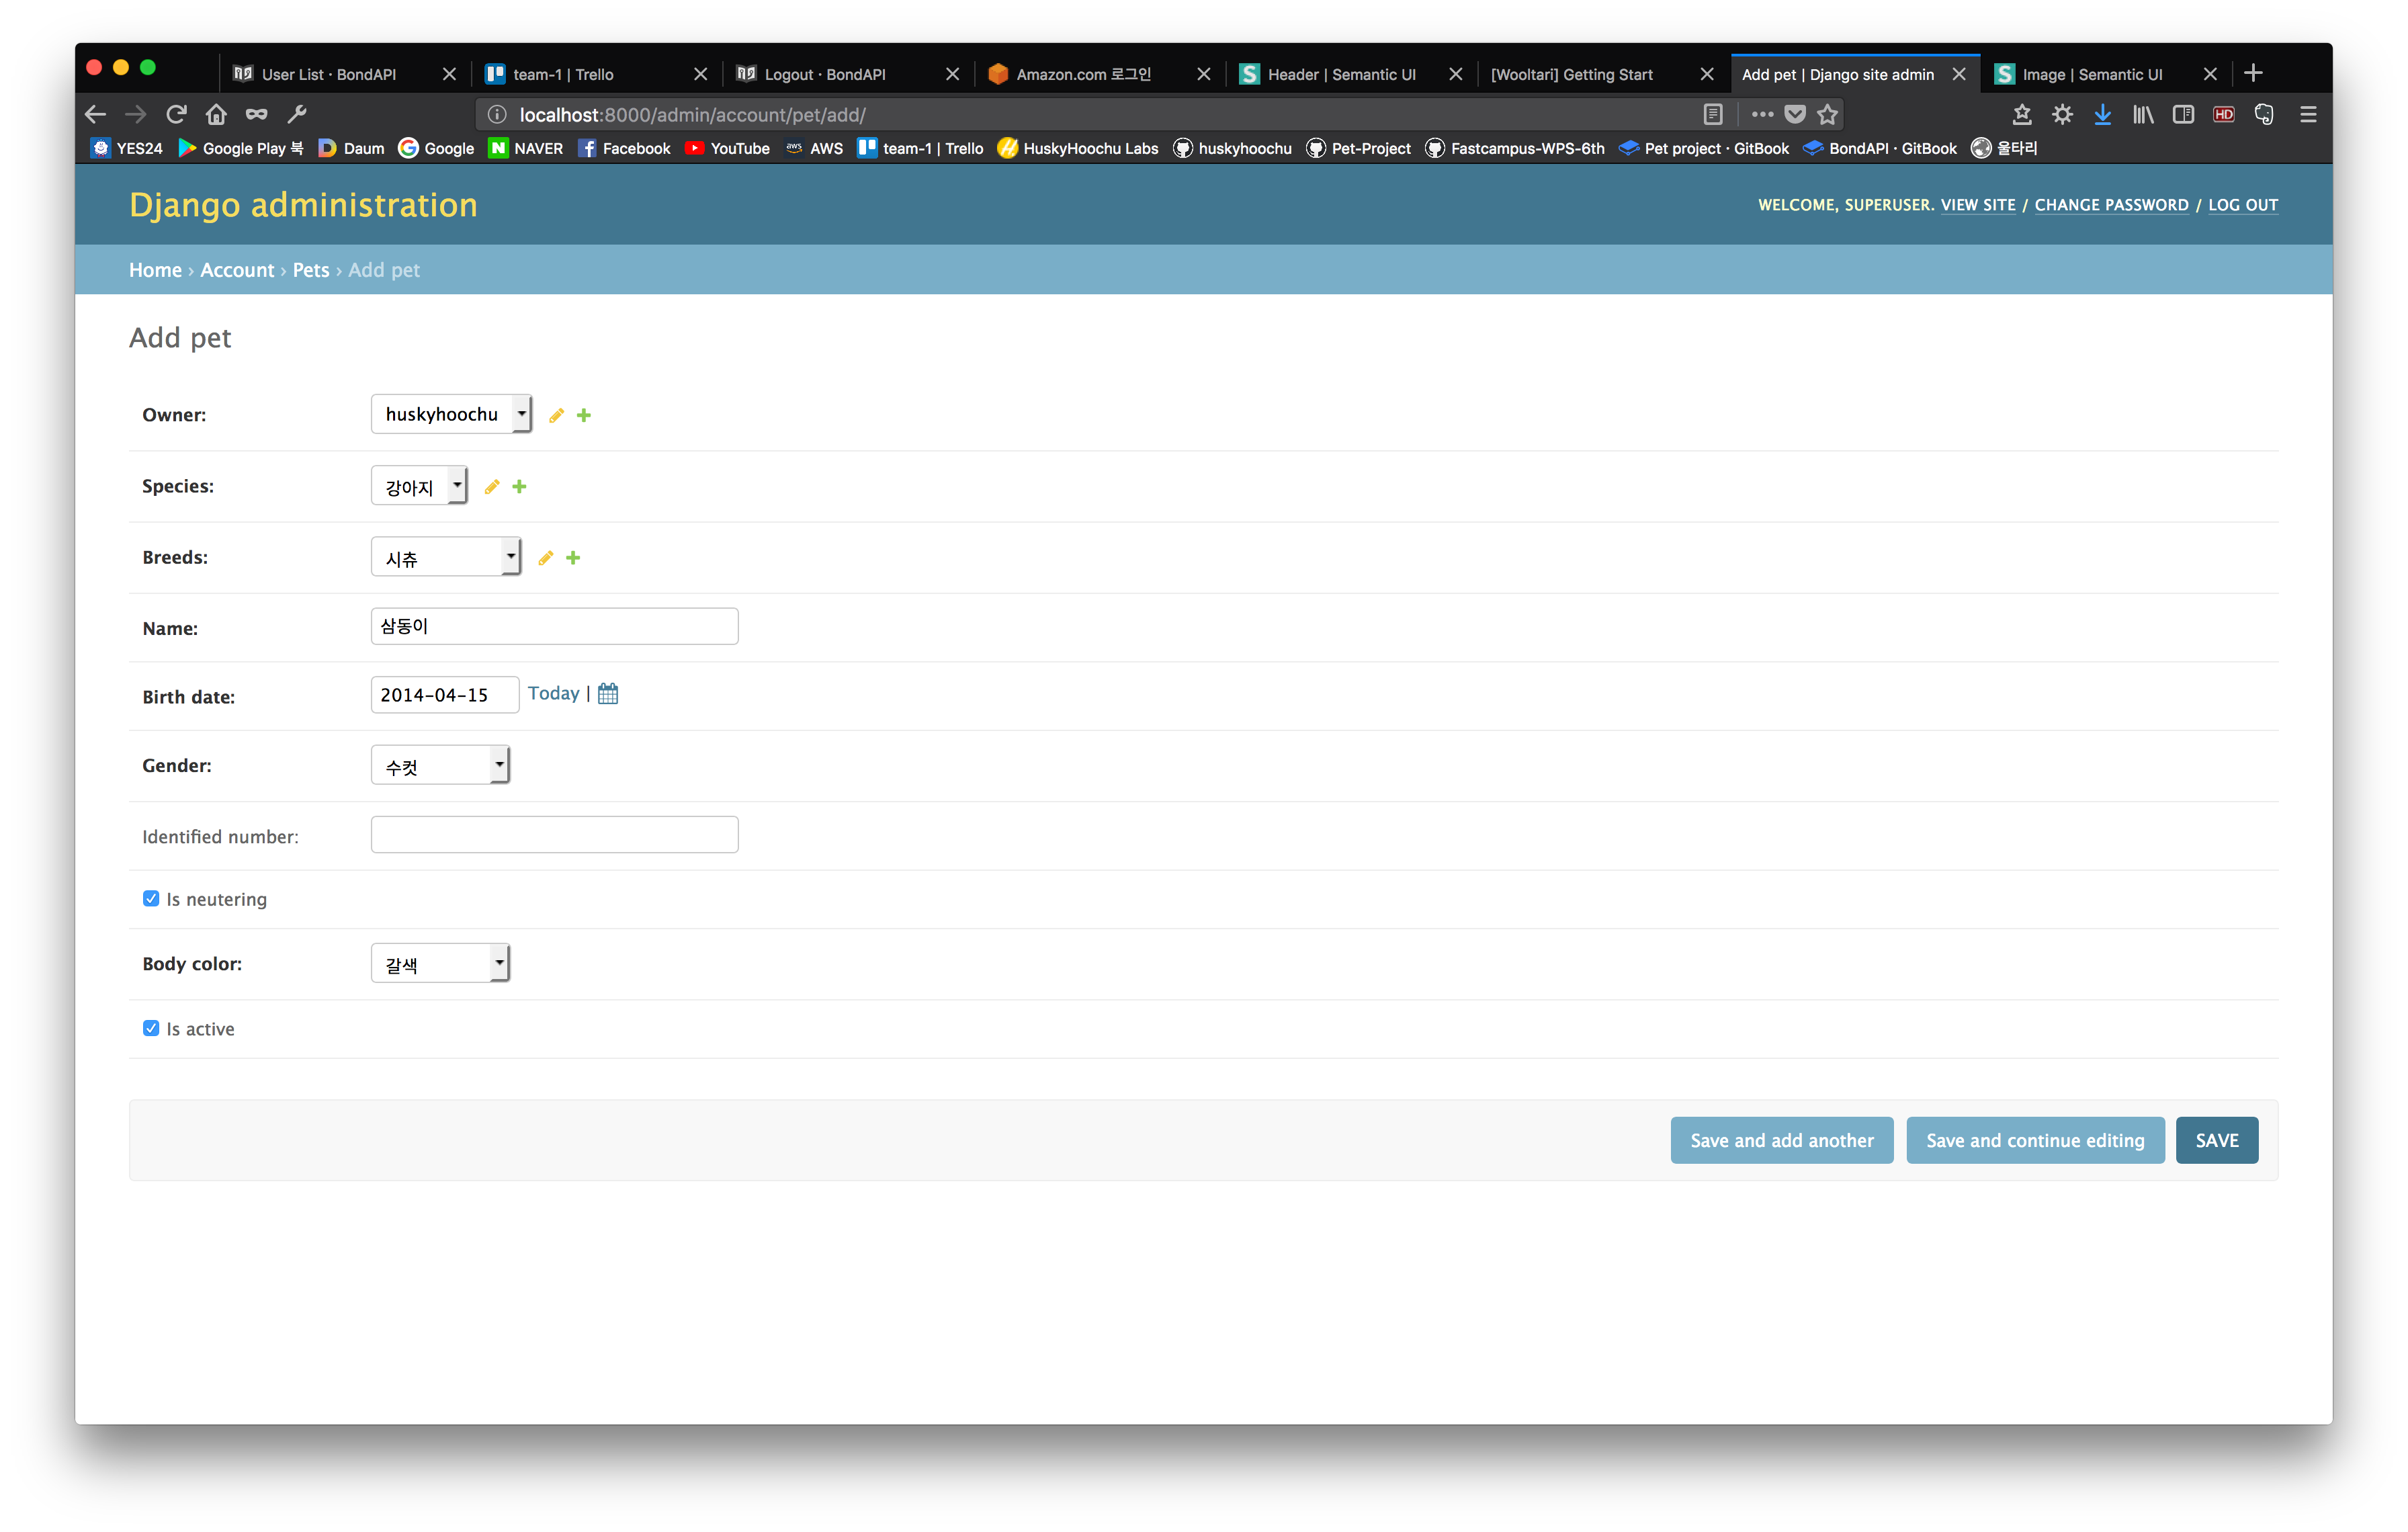 User List · BondAPI
team-1 | Trello
Logout · BondAPI
Amazon.com 로그인
Header | Semantic UI
[Wooltari] Getting Start
Add pet | Django site admin
Image | Semantic UI
localhost:8000/admin/account/pet/add/
HD
YES24 Google Play 북 Daum Google NAVER Facebook YouTube aws AWS team-1 | Trello HuskyHoochu Labs huskyhoochu Pet-Project Fastcampus-WPS-6th Pet project · GitBook BondAPI · GitBook 울타리
Django administration
WELCOME, SUPERUSER. VIEW SITE / CHANGE PASSWORD / LOG OUT
Home › Account › Pets › Add pet
Add pet
Owner: huskyhoochu
Species: 강아지
Breeds: 시츄
Name: 삼동이
Birth date: 2014-04-15 Today |
Gender: 수컷
Identified number:
Is neutering
Body color: 갈색
Is active
Save and add another Save and continue editing SAVE